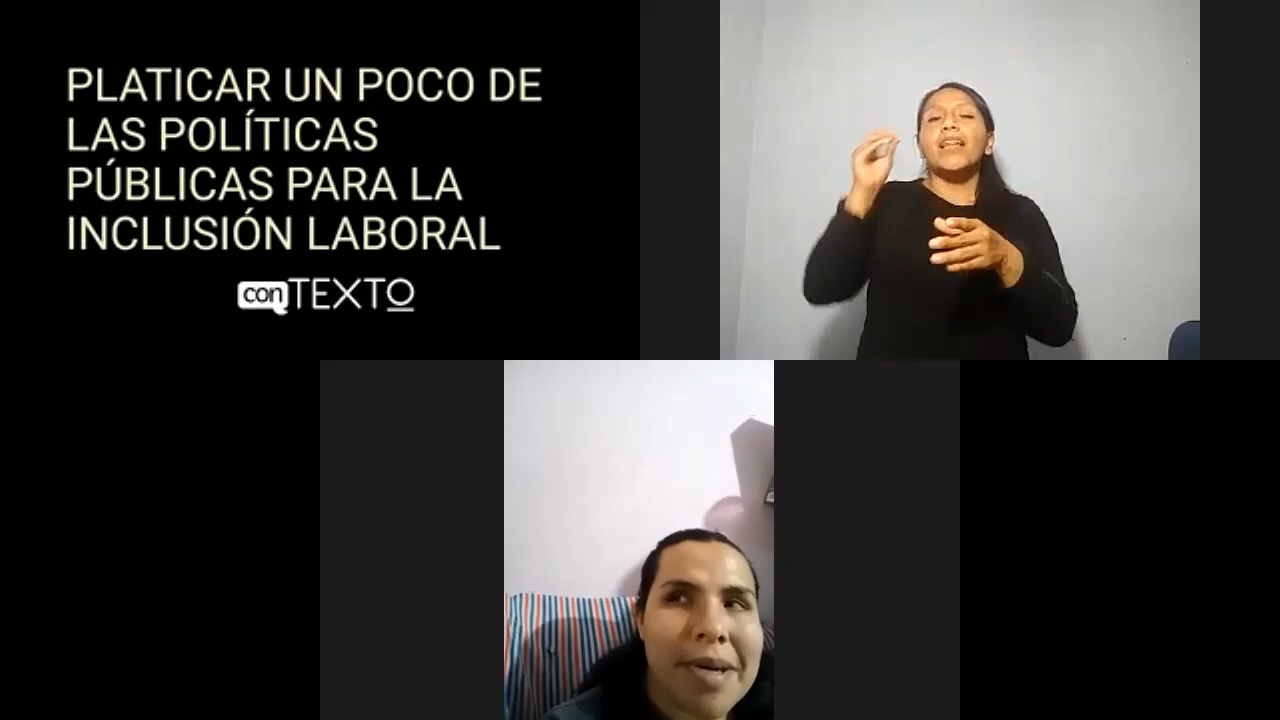 PLATICAR UN POCO DE
LAS POLÍTICAS
PÚBLICAS PARA LA
INCLUSIÓN LABORAL
conTEXTO